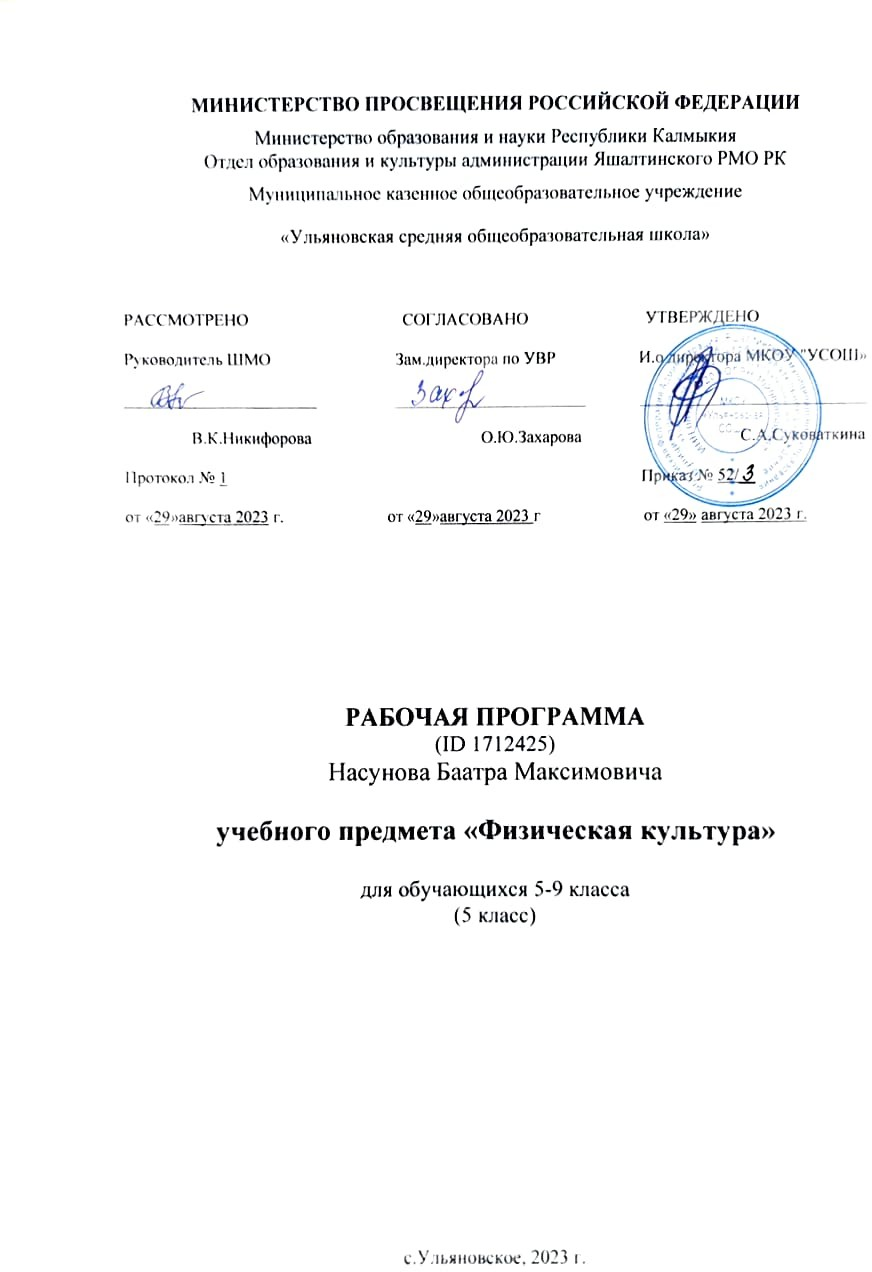 МИНИСТЕРСТВО ПРОСВЕЩЕНИЯ РОССИЙСКОЙ ФЕДЕРАЦИИ
Министерство образования и науки Республики Калмыкия
Отдел образования и культуры администрации Яшалтинского РМО РК
Муниципальное казенное общеобразовательное учреждение
«Ульяновская средняя общеобразовательная школа»
РАССМОТРЕНО СОГЛАСОВАНО УТВЕРЖДЕНО
Руководитель ШМО Зам.директора по УВР И.о директора МКОУ "УСОШ»
Зах
В.К.Никифорова О.Ю.Захарова С.А.Суковаткина
Протокол № 1 Приказ № 52/3
от «29»августа 2023 г. от «29»августа 2023 г от «29» августа 2023 г.
РАБОЧАЯ ПРОГРАММА
(ID 1712425)
Насунова Баатра Максимовича
учебного предмета «Физическая культура»
для обучающихся 5-9 класса
(5 класс)
с.Ульяновское, 2023 г.